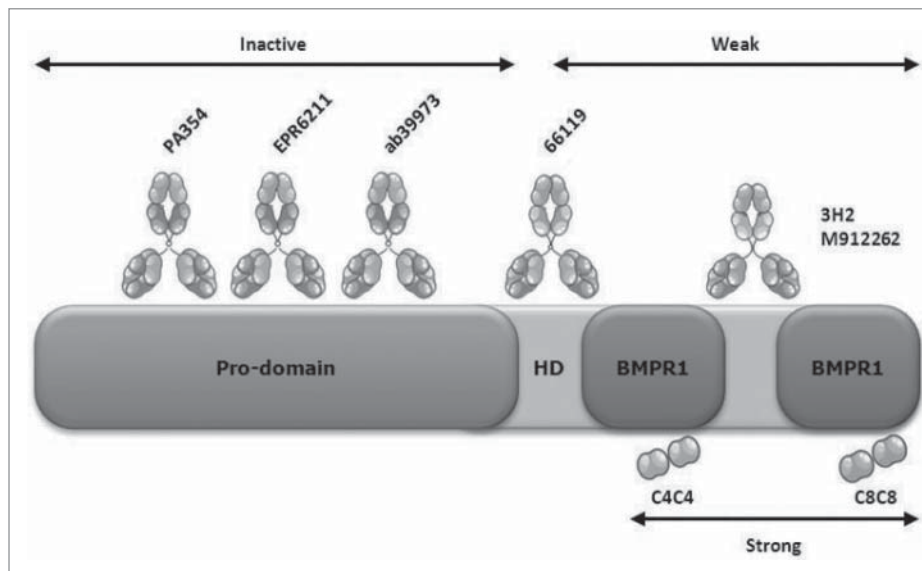 Inactive
Weak
PA354
EPR6211
ab39973
66119
3H2
M912262
Pro-domain
HD
BMPR1
BMPR1
C4C4
C8C8
Strong